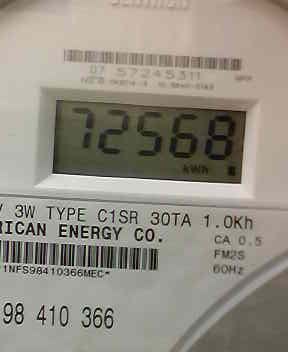 07 57245311
72568
kWh
V 3W TYPE C1SR 30TA 1.0Kh
RICAN ENERGY CO.
CA 0.5
FM2S
60Hz
1NFS98410366MEC*
98 410 366